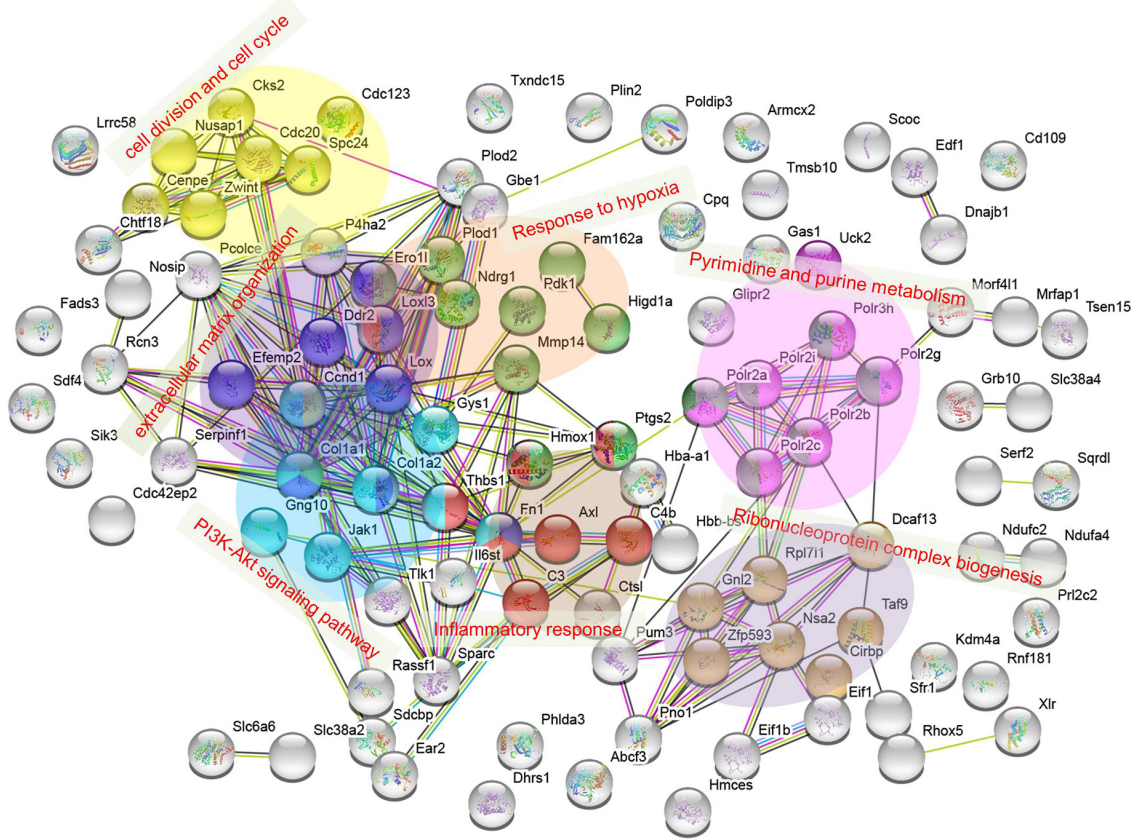 cell division and cell cycle
Cks2
Cdc123
Txndc15
Plin2
Poldip3
Armcx2
Scoc
Edf1
Cd109
Lrrc58
Nusap1
Cdc20
Spc24
Plod2
Gbe1
Tmsb10
Dnajb1
Cenpe
Zwint
Response to hypoxia
Cpq
Chtf18
P4ha2
Plod1
Fam162a
Gas1
Uck2
Pcolce
Ero1l
Pyrimidine and purine metabolism
Nosip
Ndrg1
Pdk1
Morf4l1
Mrfap1
Tsen15
Fads3
Loxl3
Higd1a
Glipr2
Polr3h
Rcn3
extracellular matrix organization
Ddr2
Mmp14
Polr2i
Polr2g
Efemp2
Lox
Polr2a
Sdf4
Ccnd1
Grb10
Slc38a4
Gys1
Ptgs2
Polr2b
Sik3
Serpinf1
Hmox1
Polr2c
Col1a1
Col1a2
Hba-a1
Serf2
Sqrdl
Cdc42ep2
Thbs1
Gng10
Fn1
Axl
C4b
Hbb-bs
Ribonucleoprotein complex biogenesis
Dcaf13
Ndufc2
Ndufa4
PI3K-Akt signaling pathway
Jak1
Il6st
Rpl7l1
Tlk1
C3
Ctsl
Gnl2
Taf9
Prl2c2
Inflammatory response
Pum3
Zfp593
Nsa2
Cirbp
Kdm4a
Rnf181
Rassf1
Sparc
Sfr1
Eif1
Xlr
Sdcbp
Pno1
Slc6a6
Slc38a2
Phlda3
Eif1b
Rhox5
Ear2
Abcf3
Dhrs1
Hmces